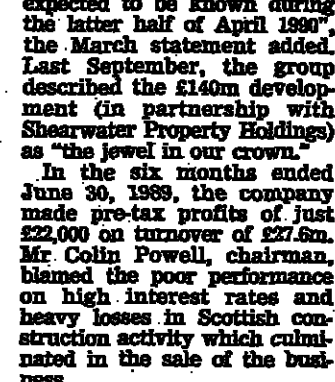 expected to be known during
the latter half of April 1990",
the March statement added.
Last September, the group
described the £140m develop-
ment (in partnership with
Shearwater Property Holdings)
as "the jewel in our crown."
In the six months ended
June 30, 1989, the company
made pre-tax profits of just
£22,000 on turnover of £27.6m.
Mr Colin Powell, chairman,
blamed the poor performance
on high interest rates and
heavy losses in Scottish con-
struction activity which culmi-
nated in the sale of the busi-
ness